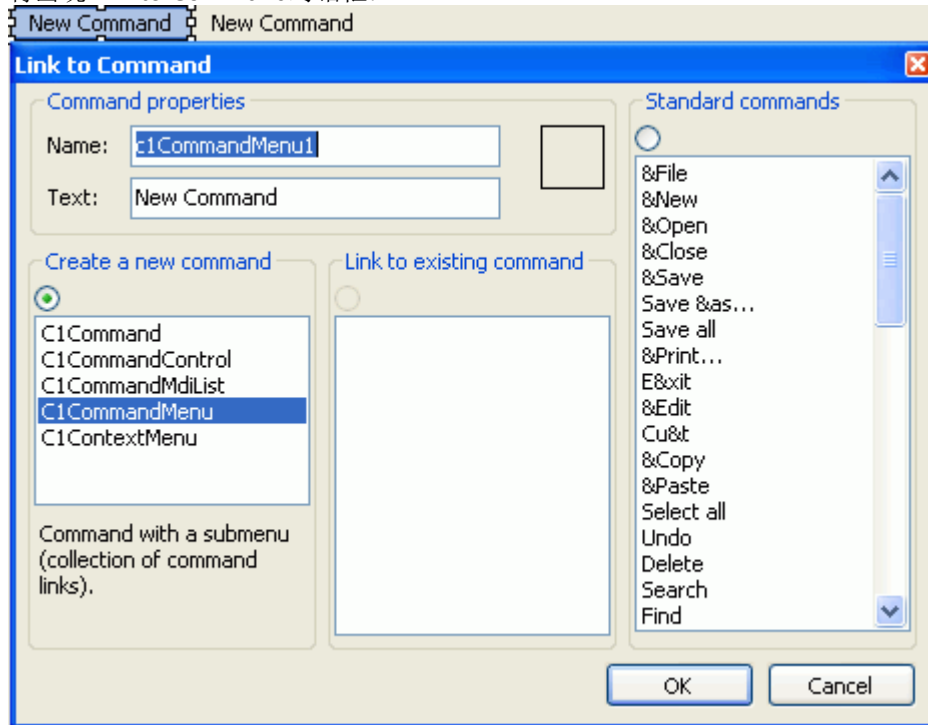 New Command New Command
Link to Command
Command properties
Name: c1CommandMenu1
Text: New Command
Create a new command
C1Command
C1CommandControl
C1CommandMdiList
C1CommandMenu
C1ContextMenu
Command with a submenu
(collection of command
links).
Link to existing command
Standard commands
&File
&New
&Open
&Close
&Save
Save &as...
Save all
&Print...
E&xit
&Edit
Cu&t
&Copy
&Paste
Select all
Undo
Delete
Search
Find
OK Cancel